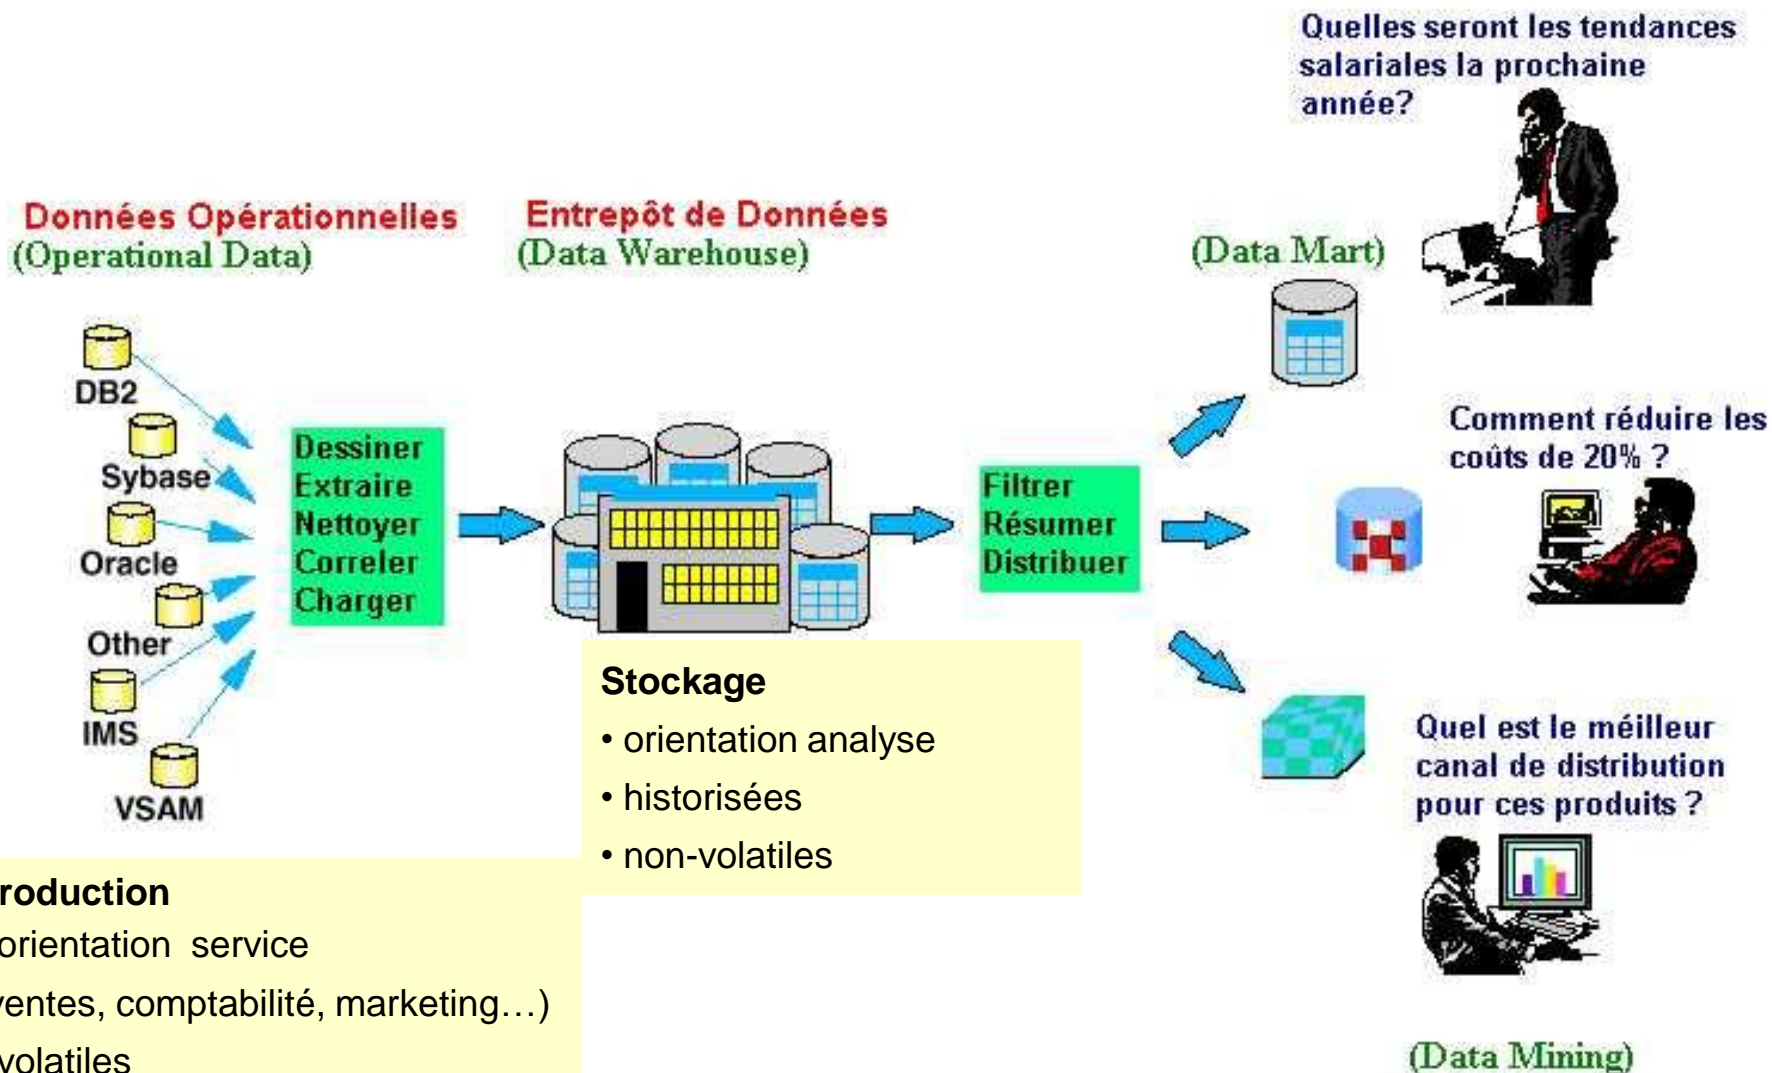 Quelles seront les tendances
salariales la prochaine
année?
Données Opérationnelles
(Operational Data)
Entrepôt de Données
(Data Warehouse)
(Data Mart)
DB2
Sybase
Oracle
Other
IMS
VSAM
Dessiner
Extraire
Nettoyer
Correler
Charger
Filtrer
Résumer
Distribuer
Comment réduire les
coûts de 20% ?
Stockage
• orientation analyse
• historisées
• non-volatiles
Quel est le méilleur
canal de distribution
pour ces produits ?
roduction
orientation service
ventes, comptabilité, marketing…)
volatiles
(Data Mining)